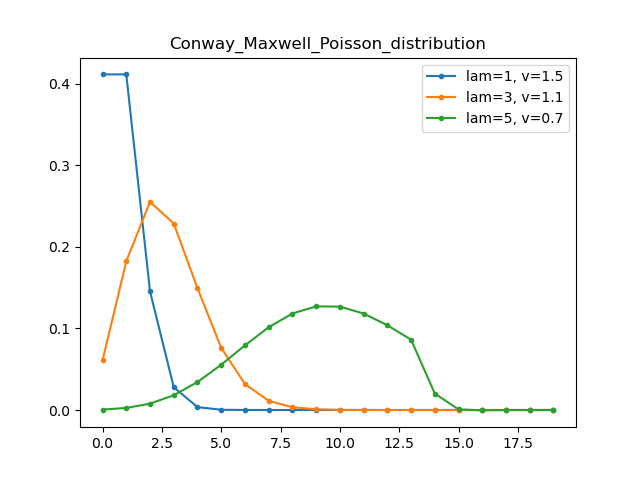 Conway_Maxwell_Poisson_distribution
lam=1, v=1.5
lam=3, v=1.1
lam=5, v=0.7
0.4
0.3
0.2
0.1
0.0
0.0 2.5 5.0 7.5 10.0 12.5 15.0 17.5